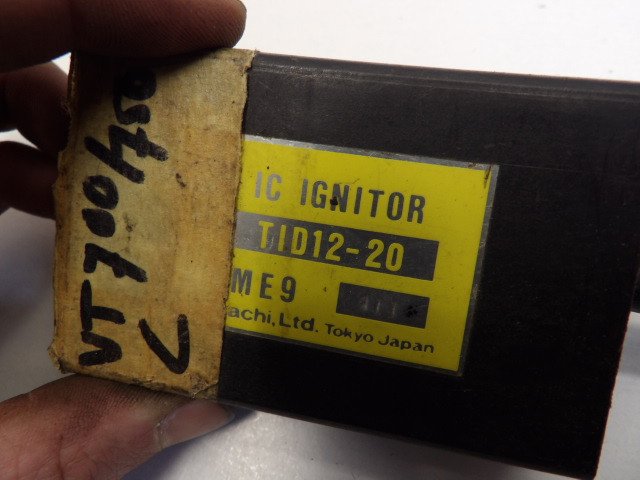 VT700/750
C
IC IGNITOR
TID12-20
ME9
achi, Ltd. Tokyo Japan